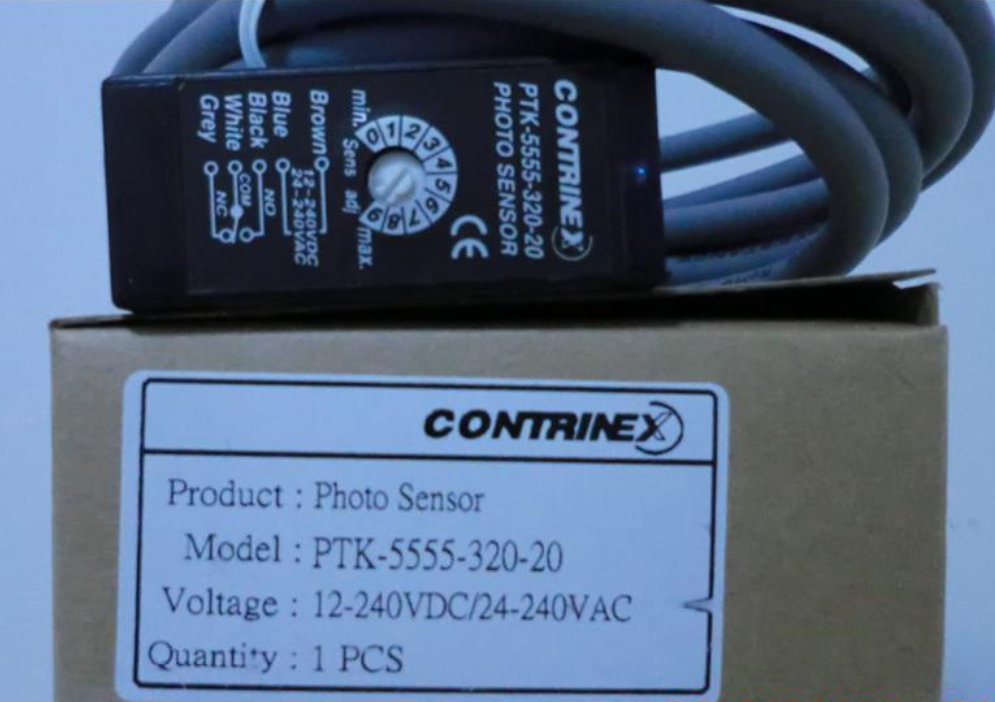 CONTRINEX
PTK-5555-320-20
PHOTO SENSOR
CE
0 1 2 3 4 5 6 7 8 9
min. Sens adj max.
Brown 12~240VDC
Blue 24~240VAC
Black NO
White COM
Grey NC
CONTRINEX
Product : Photo Sensor
Model : PTK-5555-320-20
Voltage : 12-240VDC/24-240VAC
Quantity : 1 PCS